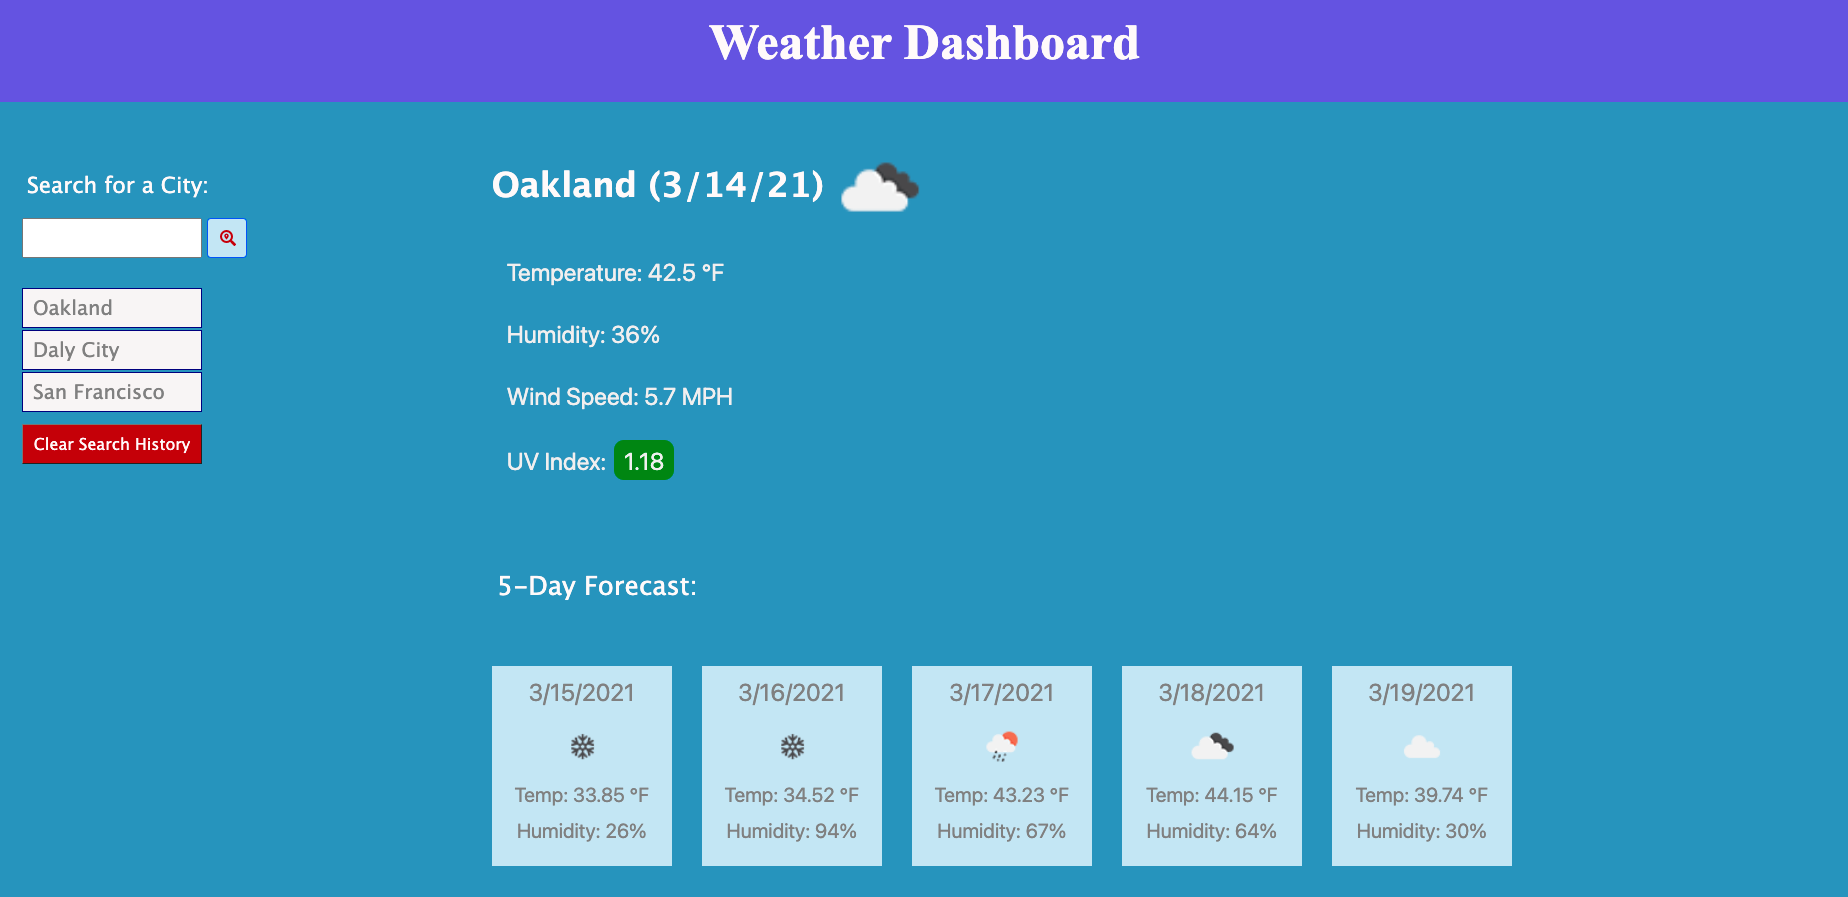 Weather Dashboard
Search for a City:
Oakland
Daly City
San Francisco
Clear Search History
Oakland (3/14/21)
Temperature: 42.5 °F
Humidity: 36%
Wind Speed: 5.7 MPH
UV Index: 1.18
5-Day Forecast:
3/15/2021
Temp: 33.85 °F
Humidity: 26%
3/16/2021
Temp: 34.52 °F
Humidity: 94%
3/17/2021
Temp: 43.23 °F
Humidity: 67%
3/18/2021
Temp: 44.15 °F
Humidity: 64%
3/19/2021
Temp: 39.74 °F
Humidity: 30%